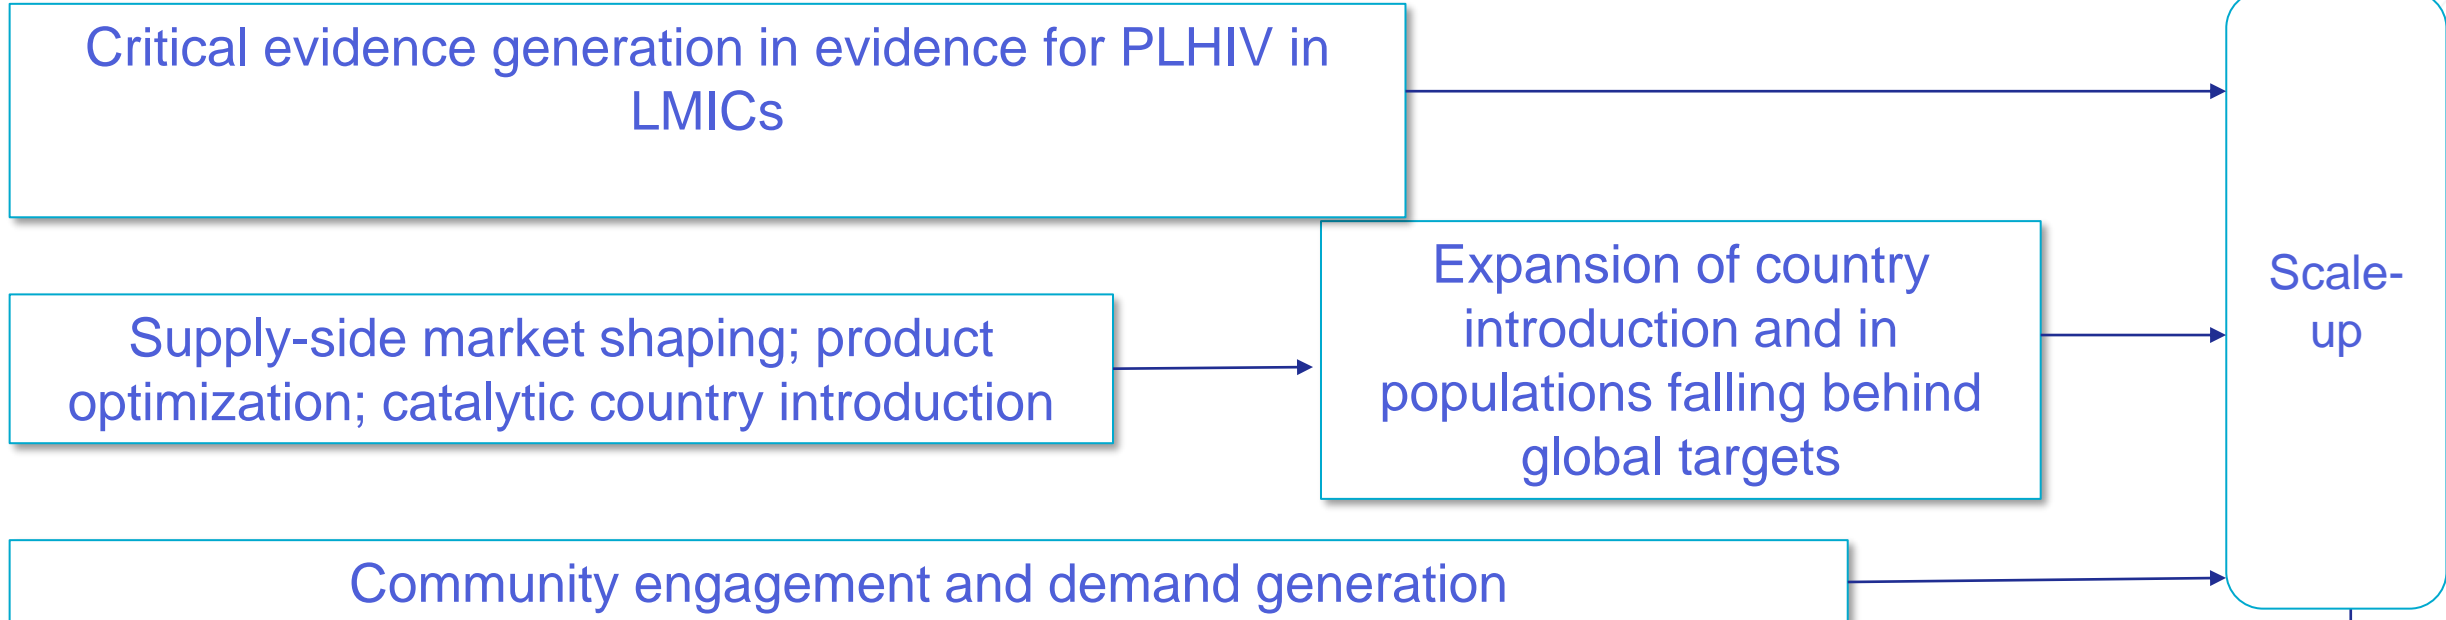 Critical evidence generation in evidence for PLHIV in
LMICs
Supply-side market shaping; product
optimization; catalytic country introduction
Expansion of country
introduction and in
populations falling behind
global targets
Community engagement and demand generation
Scale-
up